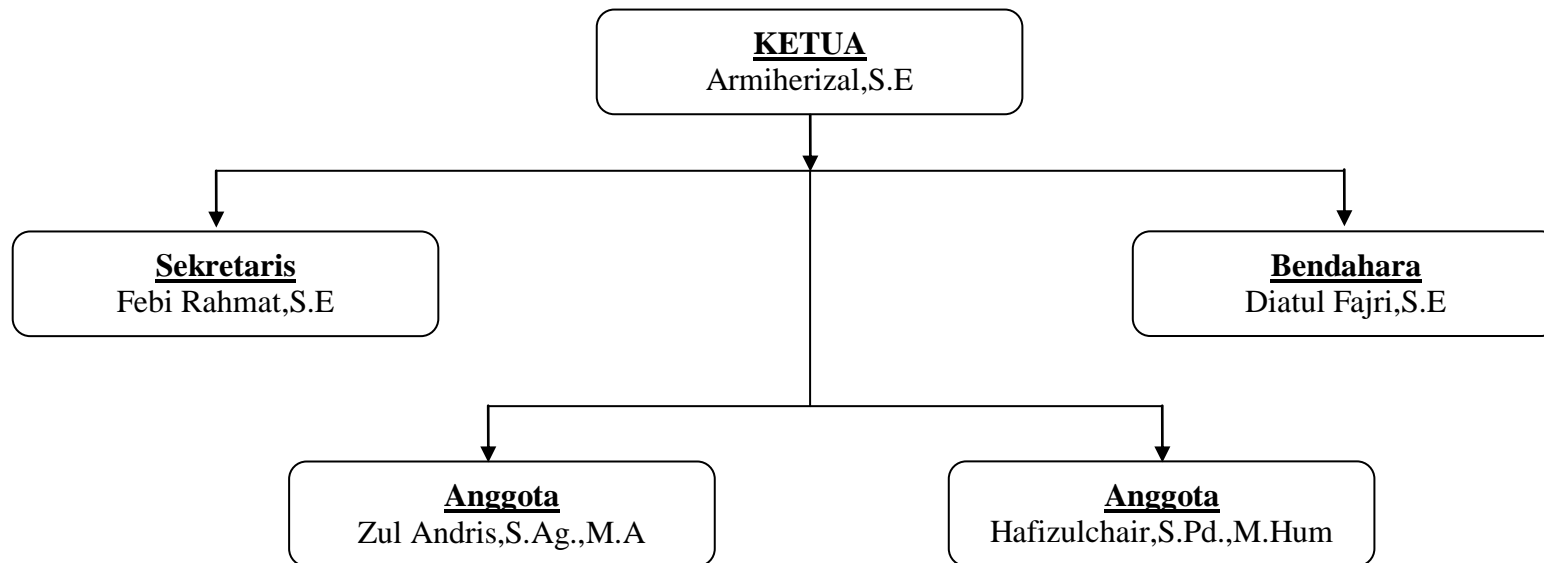 KETUA
Armiherizal,S.E
Sekretaris
Febi Rahmat,S.E
Bendahara
Diatul Fajri,S.E
Anggota
Zul Andris,S.Ag.,M.A
Anggota
Hafizulchair,S.Pd.,M.Hum